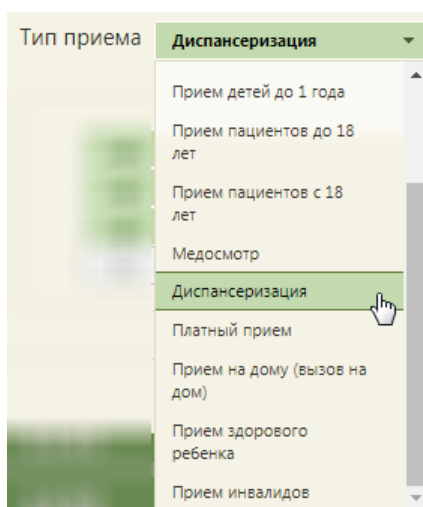 Тип приема
Диспансеризация
Прием детей до 1 года
Прием пациентов до 18
лет
Прием пациентов с 18
лет
Медосмотр
Диспансеризация
Платный прием
Прием на дому (вызов на
дом)
Прием здорового
ребенка
Прием инвалидов